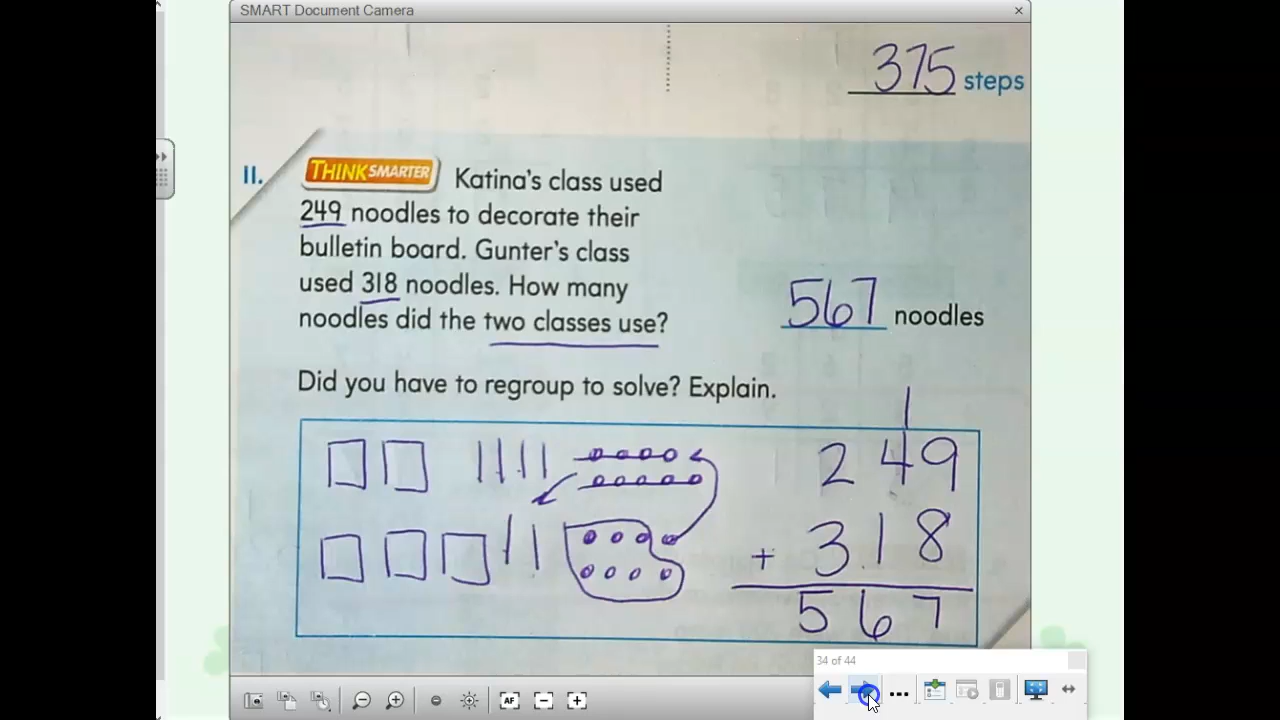 SMART Document Camera
375 steps
11. THINK SMARTER Katina's class used
249 noodles to decorate their
bulletin board. Gunter's class
used 318 noodles. How many
noodles did the two classes use?
567 noodles
Did you have to regroup to solve? Explain.
1
249
+ 318
567
34 of 44
AF